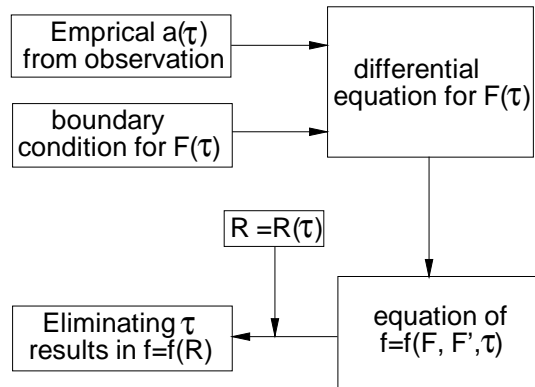 Emprical a(τ)
from observation
differential
equation for F(τ)
boundary
condition for F(τ)
R =R(τ)
equation of
f=f(F, F',τ)
Eliminating τ
results in f=f(R)